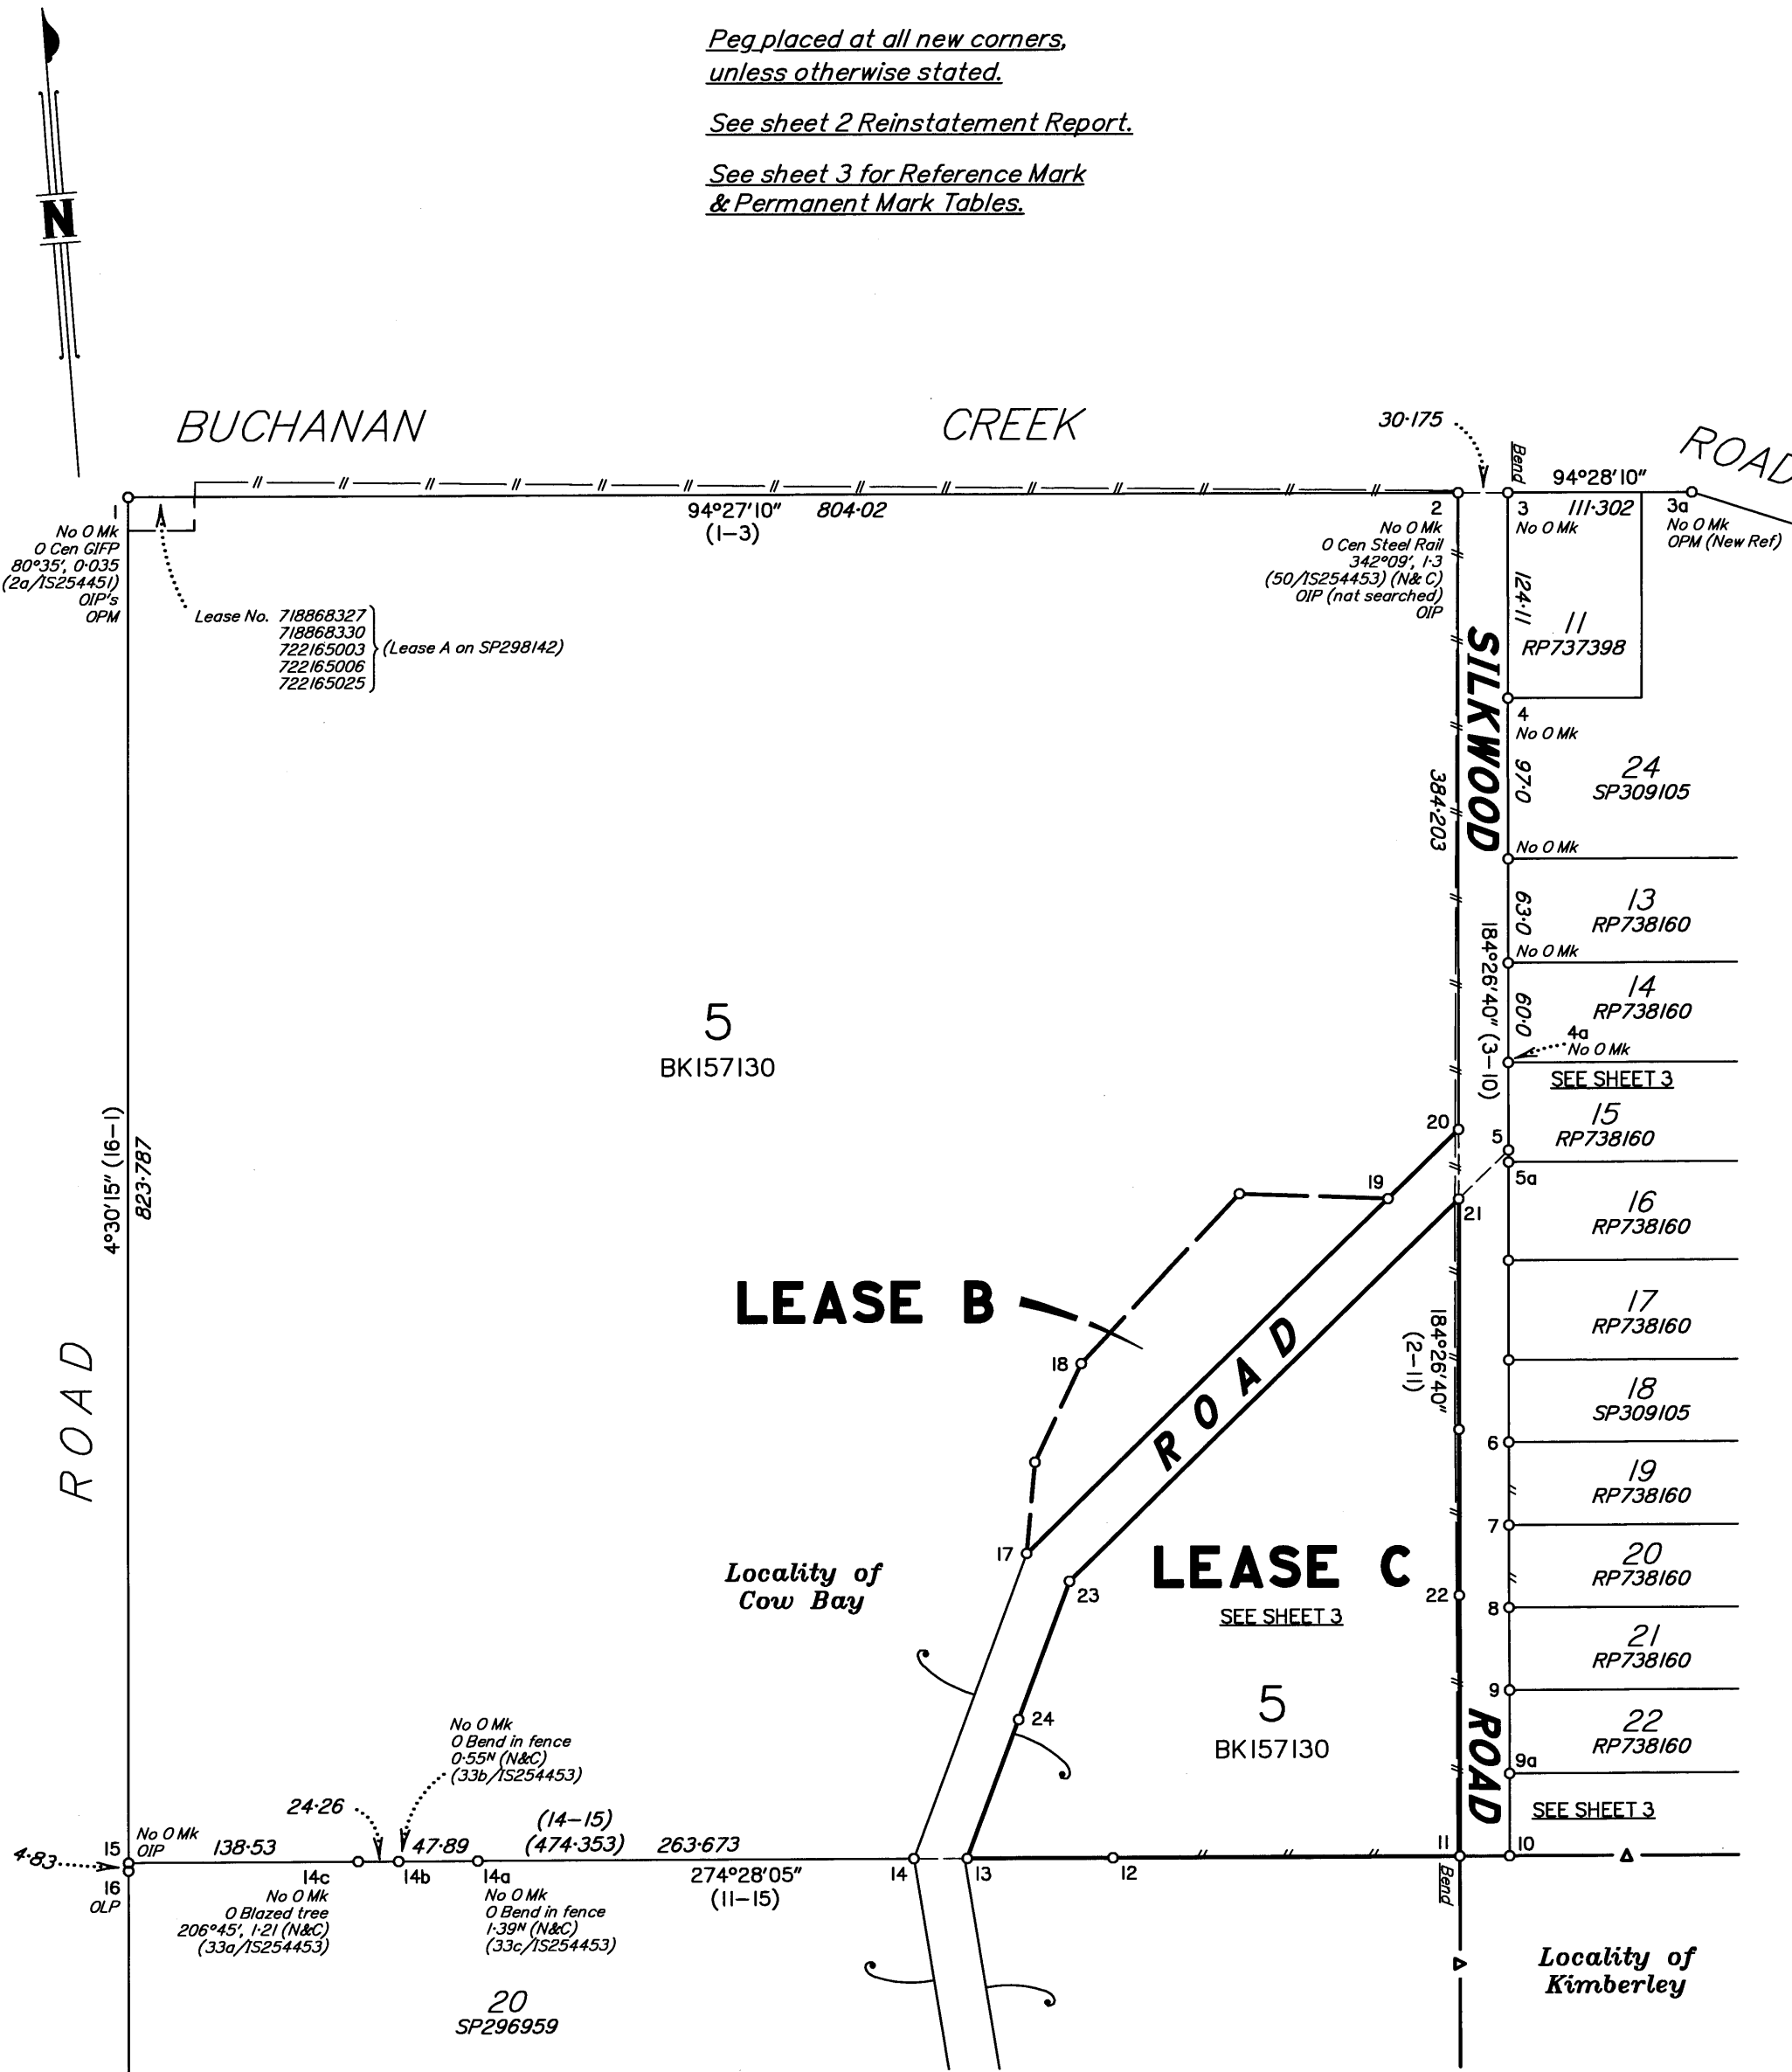 Peg placed at all new corners,
unless otherwise stated.
See sheet 2 Reinstatement Report.
See sheet 3 for Reference Mark
& Permanent Mark Tables.
N
BUCHANAN CREEK ROAD
30·175
Bend
94°28'10"
111·302
1
94°27'10" 804·02
(1-3)
2
3
3a
No O Mk
O Cen GIFP
80°35', 0·035
(2a/IS254451)
OIP's
OPM
No O Mk
O Cen Steel Rail
342°09', 1·3
(50/IS254453) (N&C)
OIP (nat searched)
OIP
No O Mk
No O Mk
OPM (New Ref)
Lease No. 718868327
718868330
722165003
722165006
722165025
(Lease A on SP298142)
124·11
11
RP737398
SILKWOOD
4
No O Mk
97·0
24
SP309105
384·203
No O Mk
63·0
13
RP738160
No O Mk
184°26'40" (3-10)
60·0
14
RP738160
4a
No O Mk
SEE SHEET 3
5
BK157130
15
RP738160
20
5
5a
4°30'15" (16-1)
823·787
19
21
16
RP738160
LEASE B
17
RP738160
184°26'40"
(2-11)
ROAD
ROAD
18
18
SP309105
6
19
RP738160
7
17
Locality of
Cow Bay
LEASE C
SEE SHEET 3
20
RP738160
23
22
8
21
RP738160
9
24
5
BK157130
22
RP738160
9a
ROAD
SEE SHEET 3
No O Mk
O Bend in fence
0·55ᴺ (N&C)
(33b/IS254453)
24·26
(14-15)
4·83
15
No O Mk
OIP
138·53
47·89
(474·353)
263·673
274°28'05"
(11-15)
16
OLP
14c
14b
14a
14
13
12
11
10
Bend
No O Mk
O Blazed tree
206°45', 1·21 (N&C)
(33a/IS254453)
No O Mk
O Bend in fence
1·39ᴺ (N&C)
(33c/IS254453)
20
SP296959
Locality of
Kimberley